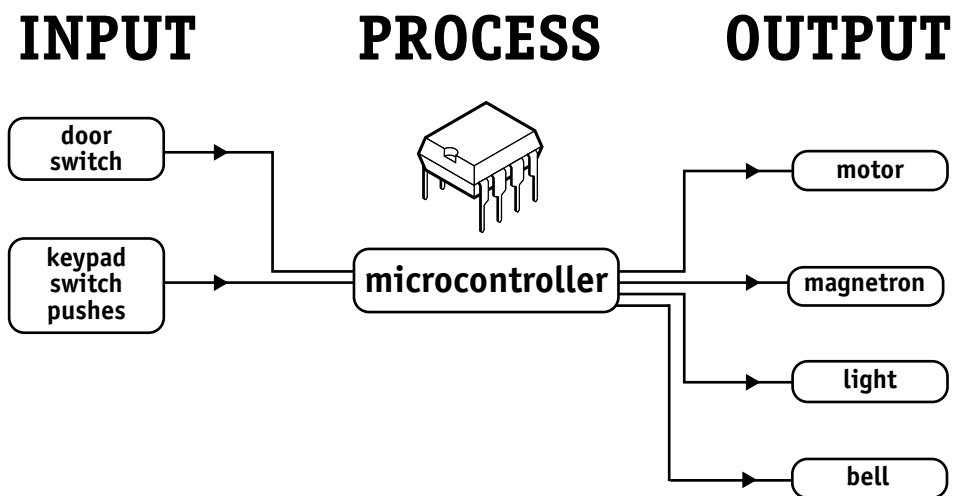 INPUT
PROCESS
OUTPUT
door
switch
keypad
switch
pushes
microcontroller
motor
magnetron
light
bell